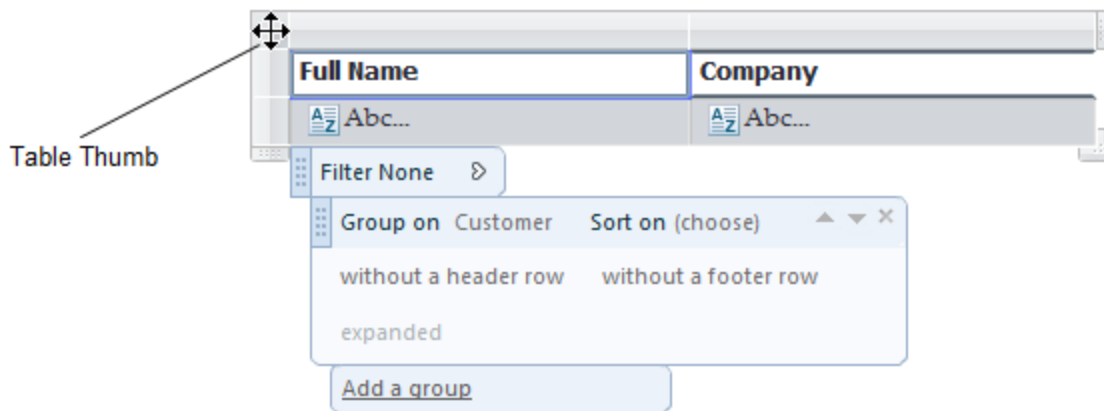 Full Name Company
Abc... Abc...
Table Thumb
Filter None
Group on Customer Sort on (choose)
without a header row without a footer row
expanded
Add a group